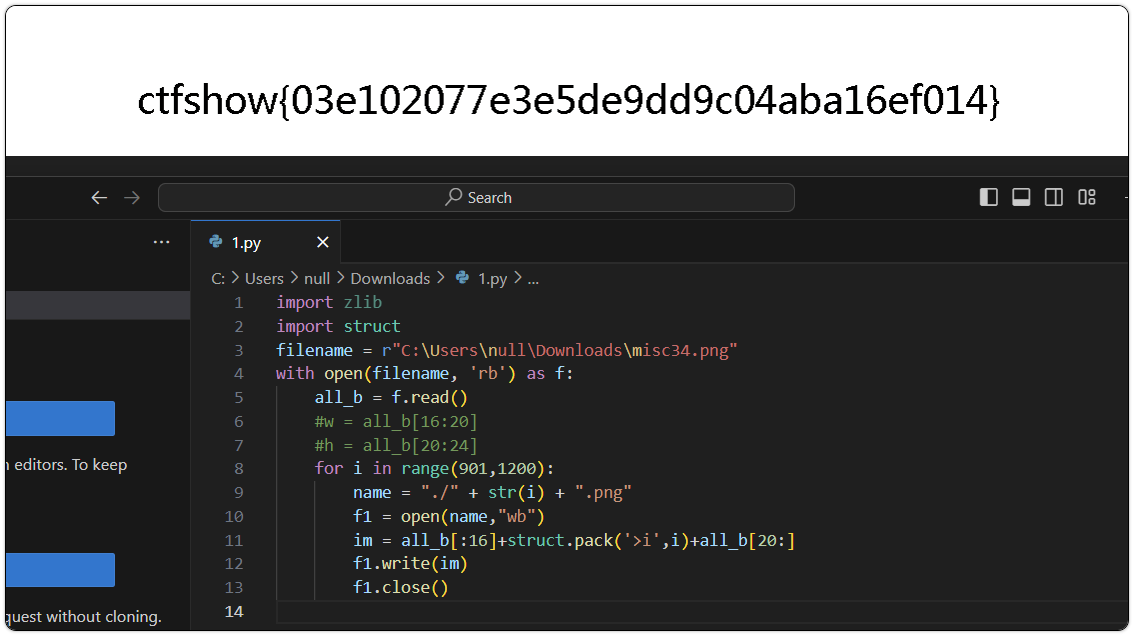 ctfshow{03e102077e3e5de9dd9c04aba16ef014}
Search
1.py
C: > Users > null > Downloads > 1.py > ...
1 import zlib
2 import struct
3 filename = r"C:\Users\null\Downloads\misc34.png"
4 with open(filename, 'rb') as f:
5     all_b = f.read()
6     #w = all_b[16:20]
7     #h = all_b[20:24]
8     for i in range(901,1200):
9         name = "./" + str(i) + ".png"
10         f1 = open(name,"wb")
11         im = all_b[:16]+struct.pack('>i',i)+all_b[20:]
12         f1.write(im)
13         f1.close()
14
editors. To keep
quest without cloning.